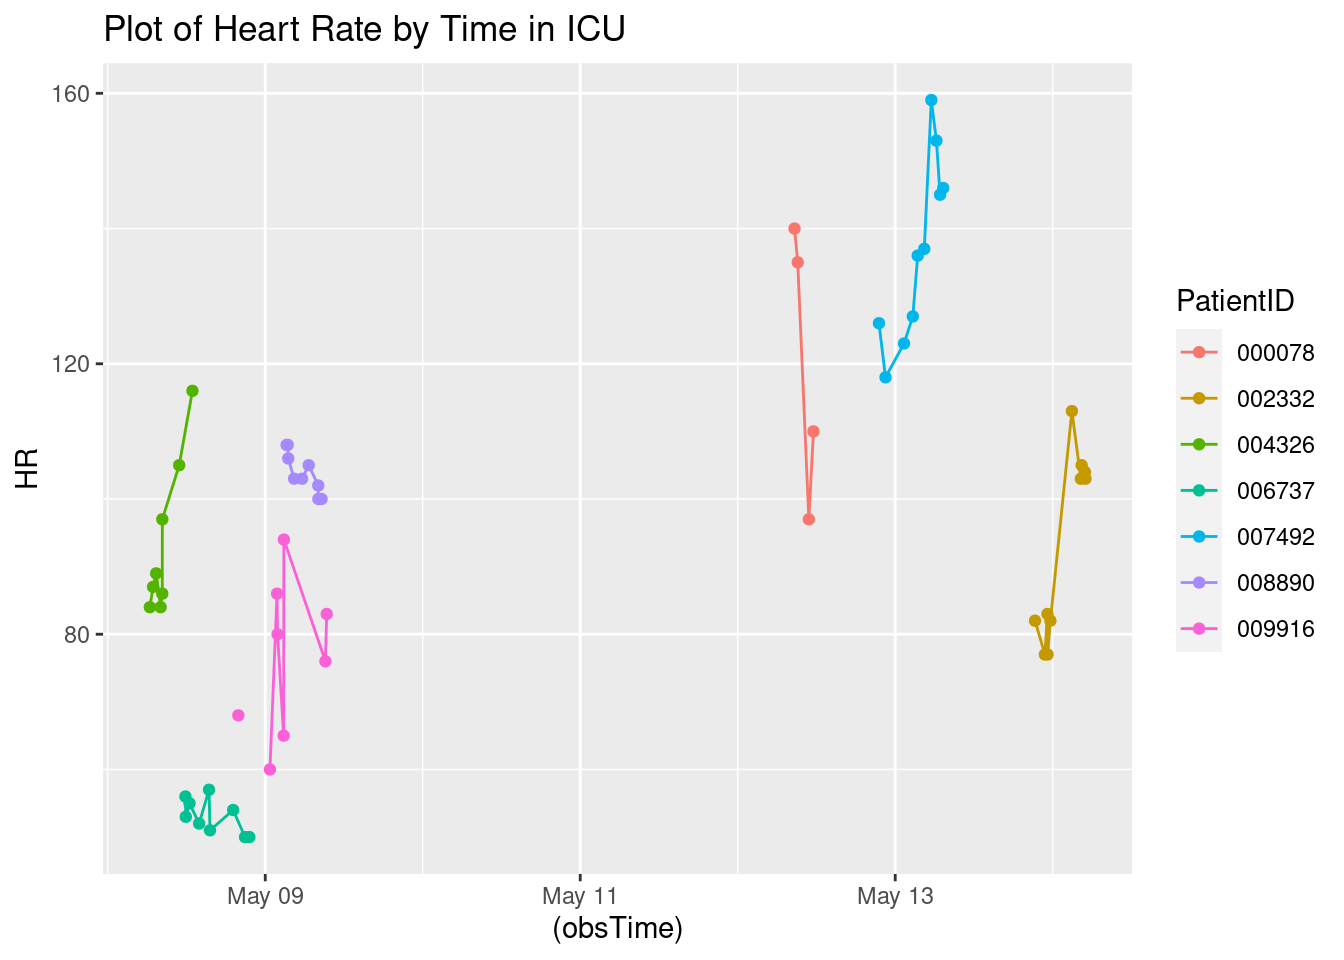 Plot of Heart Rate by Time in ICU
160
120
80
HR
May 09
May 11
May 13
(obsTime)
PatientID
000078
002332
004326
006737
007492
008890
009916